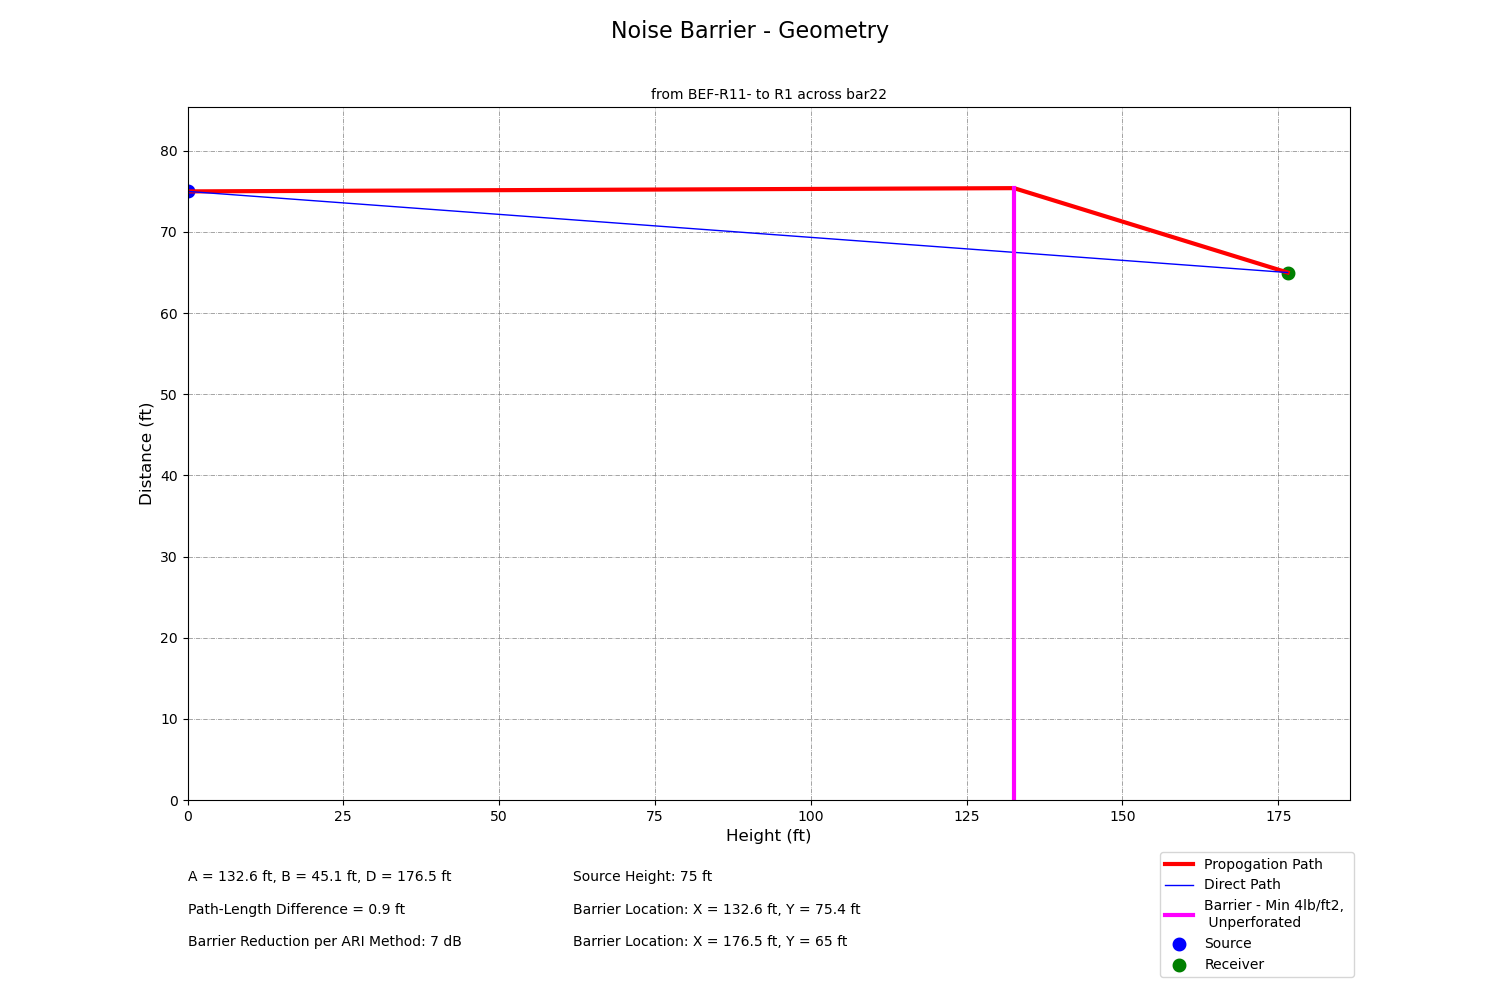 Noise Barrier - Geometry
from BEF-R11- to R1 across bar22
80
70
60
50
40
30
20
10
0
Distance (ft)
0 25 50 75 100 125 150 175
Height (ft)
A = 132.6 ft, B = 45.1 ft, D = 176.5 ft
Path-Length Difference = 0.9 ft
Barrier Reduction per ARI Method: 7 dB
Source Height: 75 ft
Barrier Location: X = 132.6 ft, Y = 75.4 ft
Barrier Location: X = 176.5 ft, Y = 65 ft
Propogation Path
Direct Path
Barrier - Min 4lb/ft2,
Unperforated
Source
Receiver